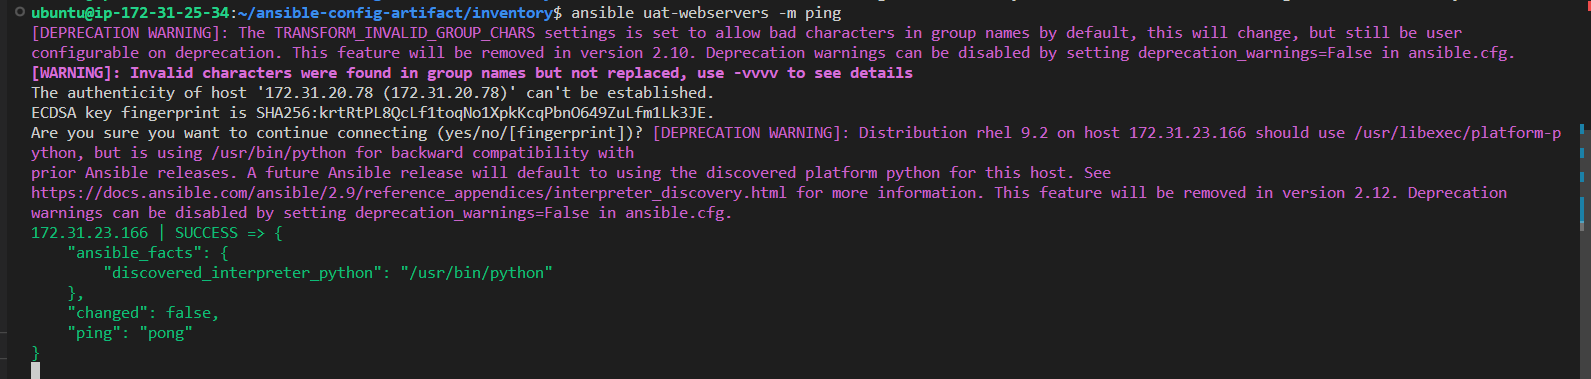 ubuntu@ip-172-31-25-34:~/ansible-config-artifact/inventory$ ansible uat-webservers -m ping
[DEPRECATION WARNING]: The TRANSFORM_INVALID_GROUP_CHARS settings is set to allow bad characters in group names by default, this will change, but still be user
configurable on deprecation. This feature will be removed in version 2.10. Deprecation warnings can be disabled by setting deprecation_warnings=False in ansible.cfg.
[WARNING]: Invalid characters were found in group names but not replaced, use -vvvv to see details
The authenticity of host '172.31.20.78 (172.31.20.78)' can't be established.
ECDSA key fingerprint is SHA256:krtRtPL8QcLf1toqNo1XpkKcqPbnO649ZuLfm1Lk3JE.
Are you sure you want to continue connecting (yes/no/[fingerprint])? [DEPRECATION WARNING]: Distribution rhel 9.2 on host 172.31.23.166 should use /usr/libexec/platform-p
ython, but is using /usr/bin/python for backward compatibility with
prior Ansible releases. A future Ansible release will default to using the discovered platform python for this host. See
https://docs.ansible.com/ansible/2.9/reference_appendices/interpreter_discovery.html for more information. This feature will be removed in version 2.12. Deprecation
warnings can be disabled by setting deprecation_warnings=False in ansible.cfg.
172.31.23.166 | SUCCESS => {
    "ansible_facts": {
        "discovered_interpreter_python": "/usr/bin/python"
    },
    "changed": false,
    "ping": "pong"
}